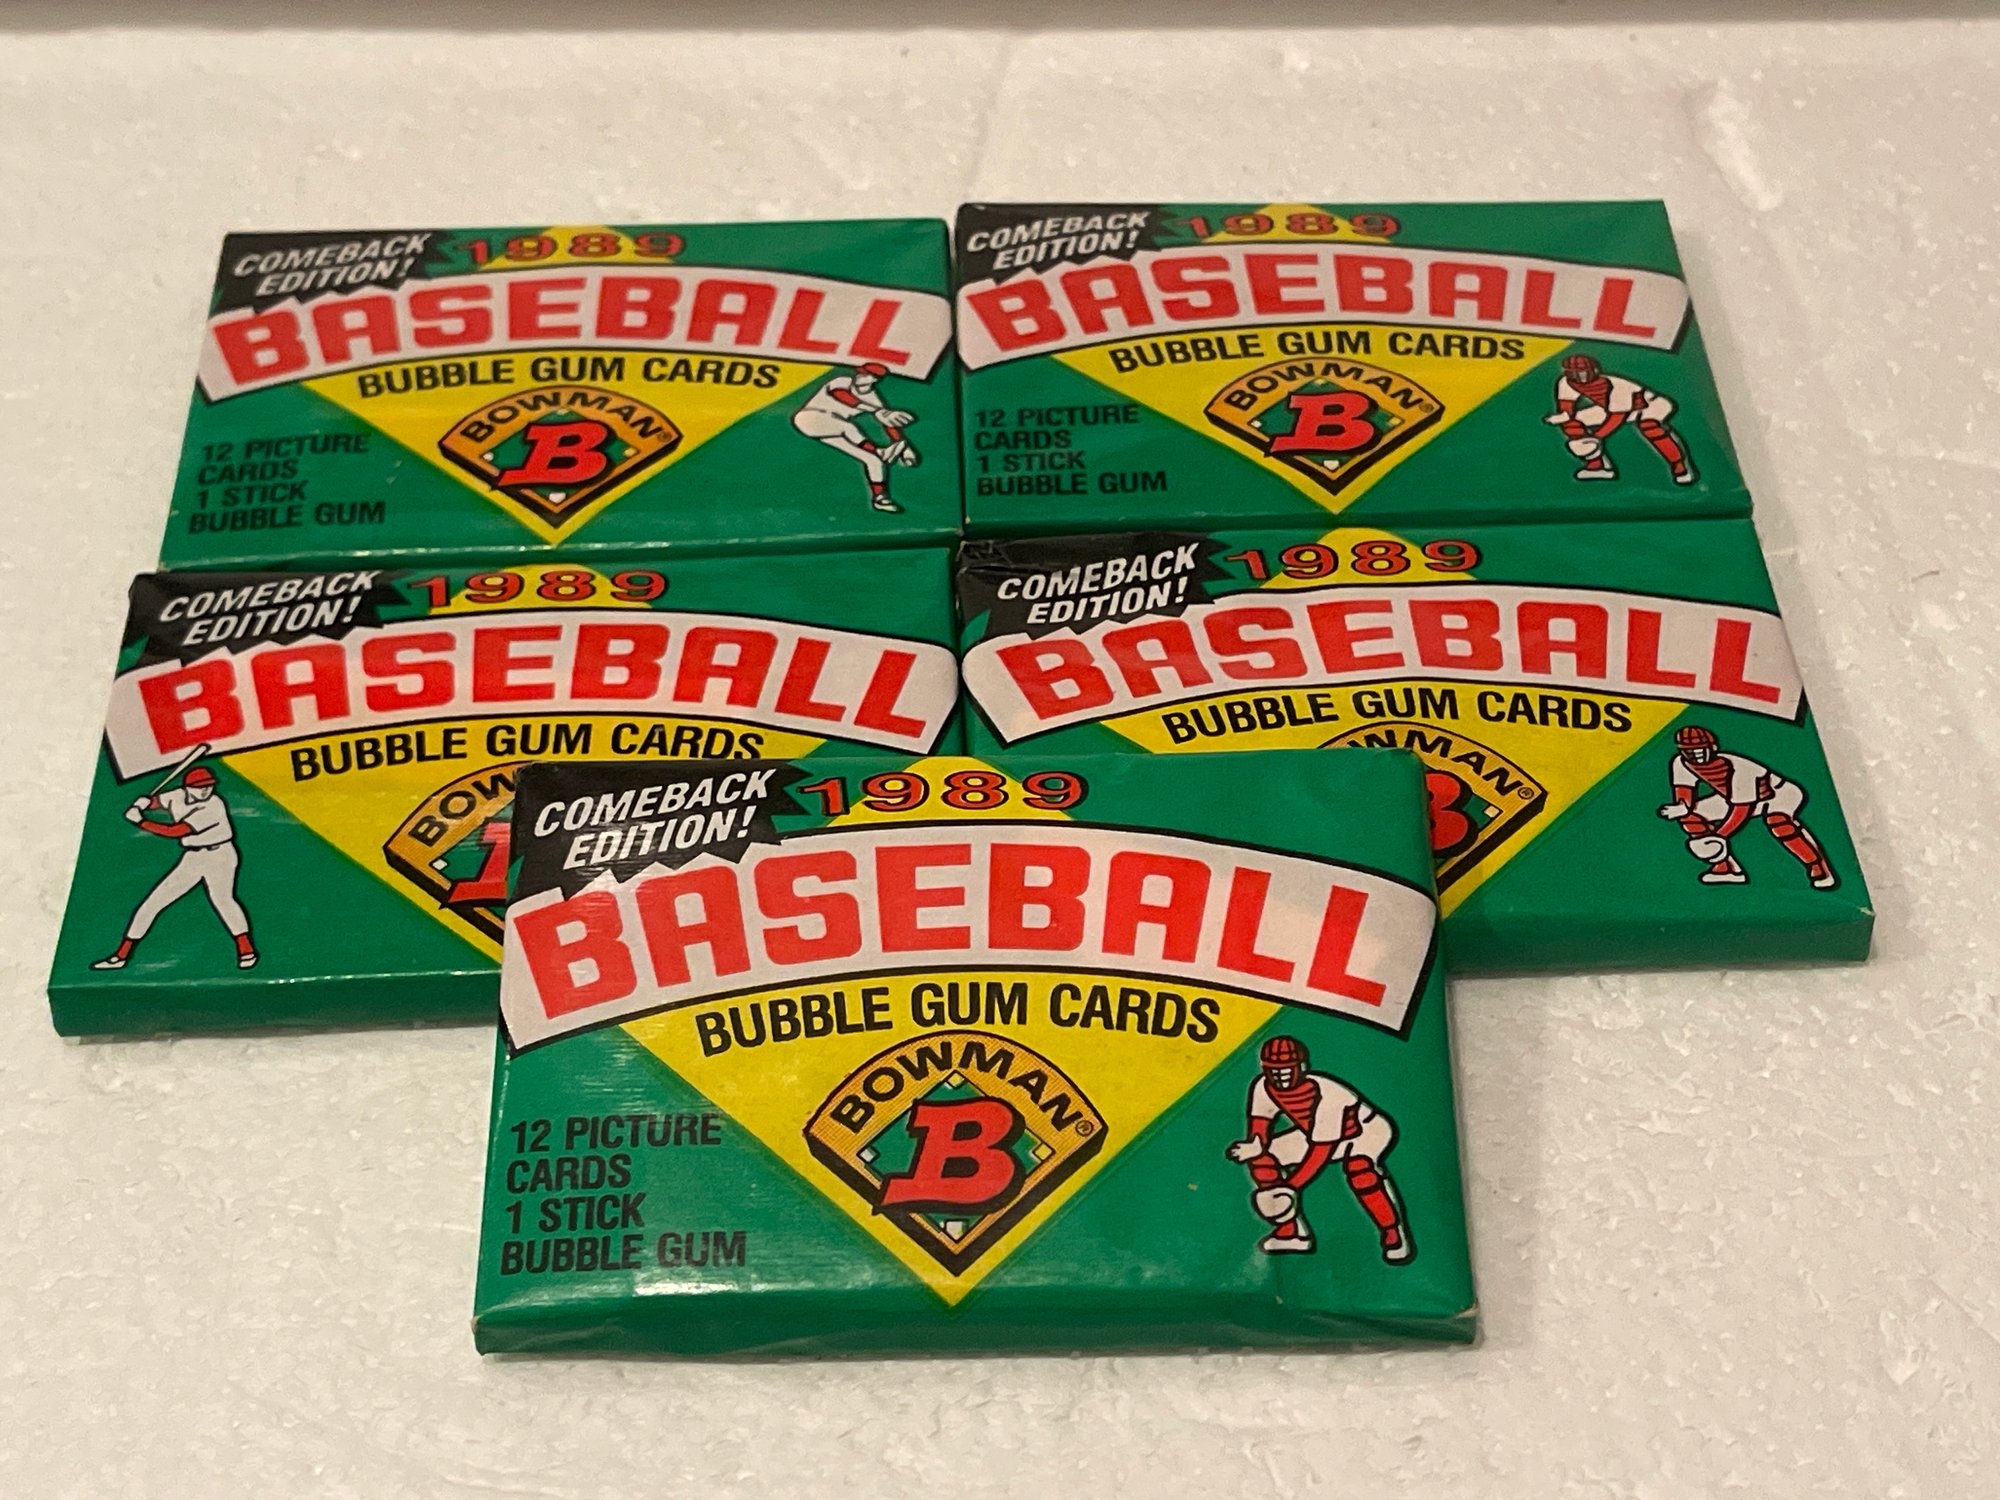 COMEBACK
EDITION!
1989
BASEBALL
BUBBLE GUM CARDS
BOWMAN®
B
12 PICTURE
CARDS
1 STICK
BUBBLE GUM
COMEBACK
EDITION!
1989
BASEBALL
BUBBLE GUM CARDS
BOWMAN®
B
12 PICTURE
CARDS
1 STICK
BUBBLE GUM
COMEBACK
EDITION!
1989
BASEBALL
BUBBLE GUM CARDS
BOW
COMEBACK
EDITION!
1989
BASEBALL
BUBBLE GUM CARDS
WMAN®
B
COMEBACK
EDITION!
1989
BASEBALL
BUBBLE GUM CARDS
BOWMAN®
B
12 PICTURE
CARDS
1 STICK
BUBBLE GUM